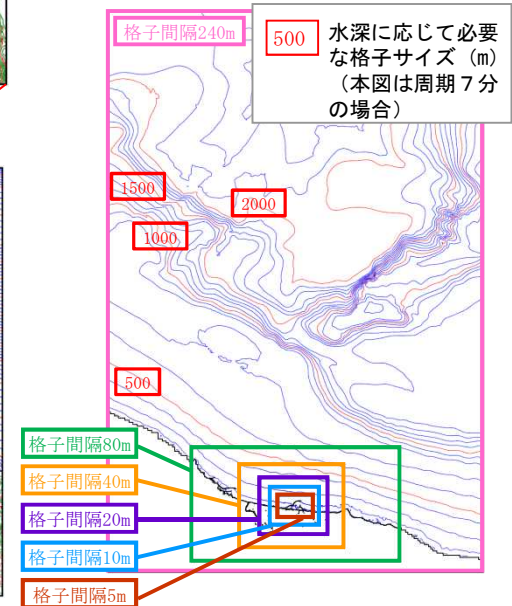 格子間隔240m
500
水深に応じて必要
な格子サイズ（m）
（本図は周期７分
の場合）
1500
2000
1000
500
格子間隔80m
格子間隔40m
格子間隔20m
格子間隔10m
格子間隔5m